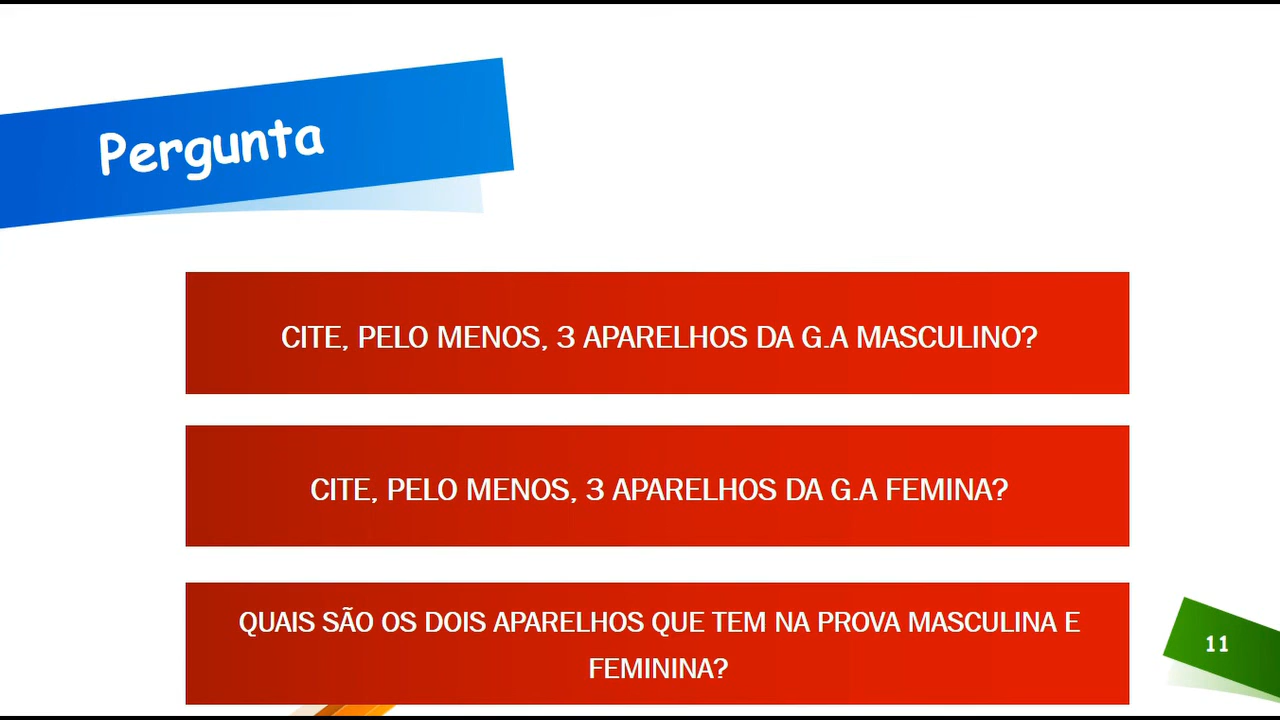 Pergunta
CITE, PELO MENOS, 3 APARELHOS DA G.A MASCULINO?
CITE, PELO MENOS, 3 APARELHOS DA G.A FEMINA?
QUAIS SÃO OS DOIS APARELHOS QUE TEM NA PROVA MASCULINA E
FEMININA?
11